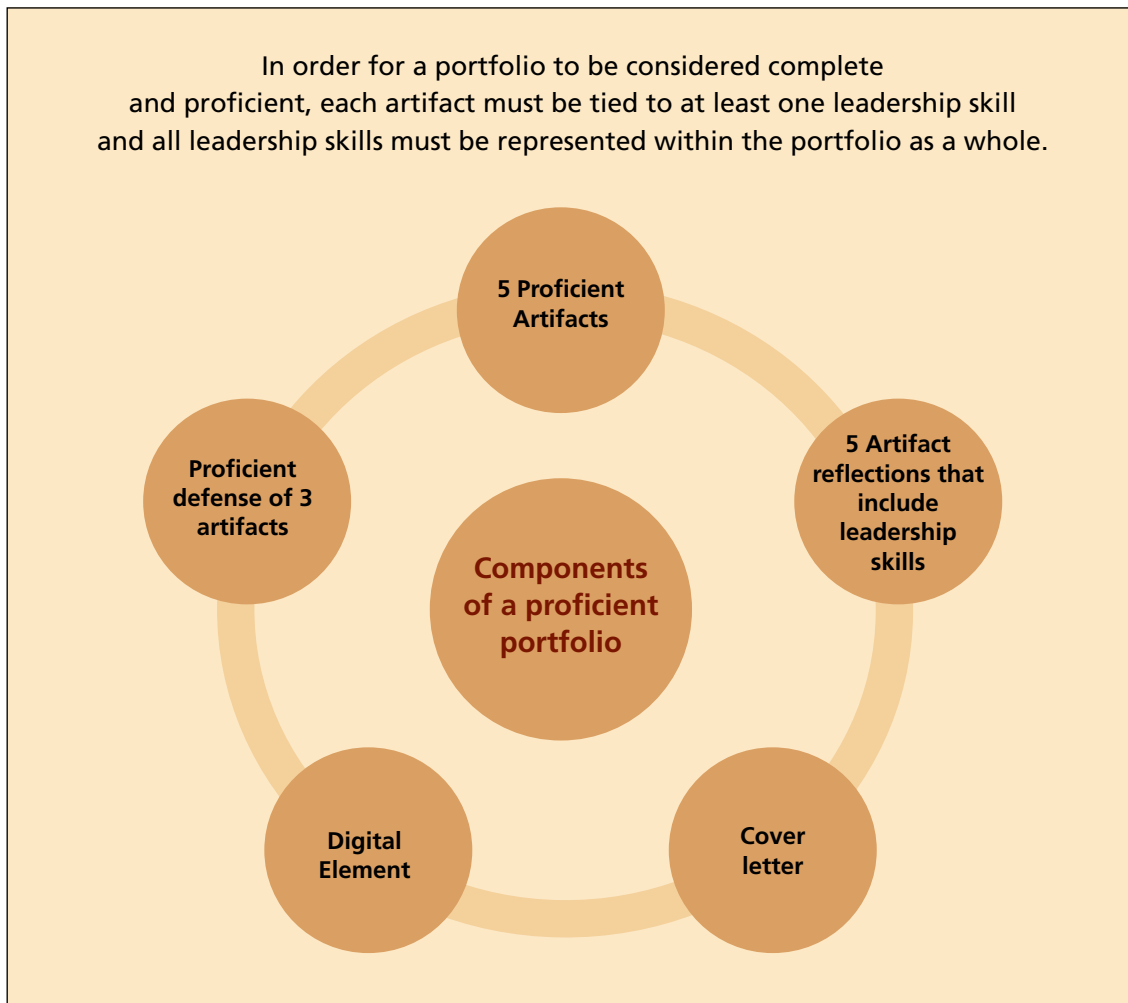 In order for a portfolio to be considered complete
and proficient, each artifact must be tied to at least one leadership skill
and all leadership skills must be represented within the portfolio as a whole.
5 Proficient
Artifacts
5 Artifact
reflections that
include
leadership
skills
Cover
letter
Digital
Element
Proficient
defense of 3
artifacts
Components
of a proficient
portfolio